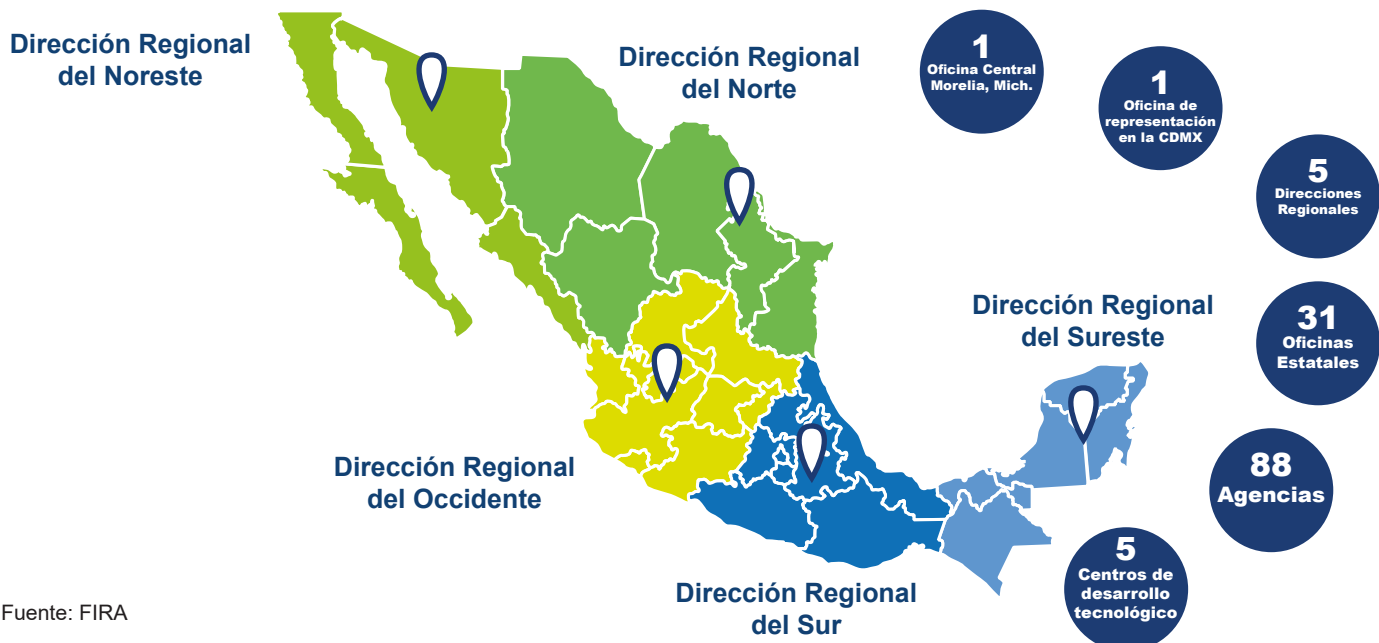 Dirección Regional
del Noreste
Dirección Regional
del Norte
1
Oficina Central
Morelia, Mich.
1
Oficina de
representación
en la CDMX
5
Direcciones
Regionales
Dirección Regional
del Sureste
31
Oficinas
Estatales
Dirección Regional
del Occidente
88
Agencias
5
Centros de
desarrollo
tecnológico
Dirección Regional
del Sur
Fuente: FIRA